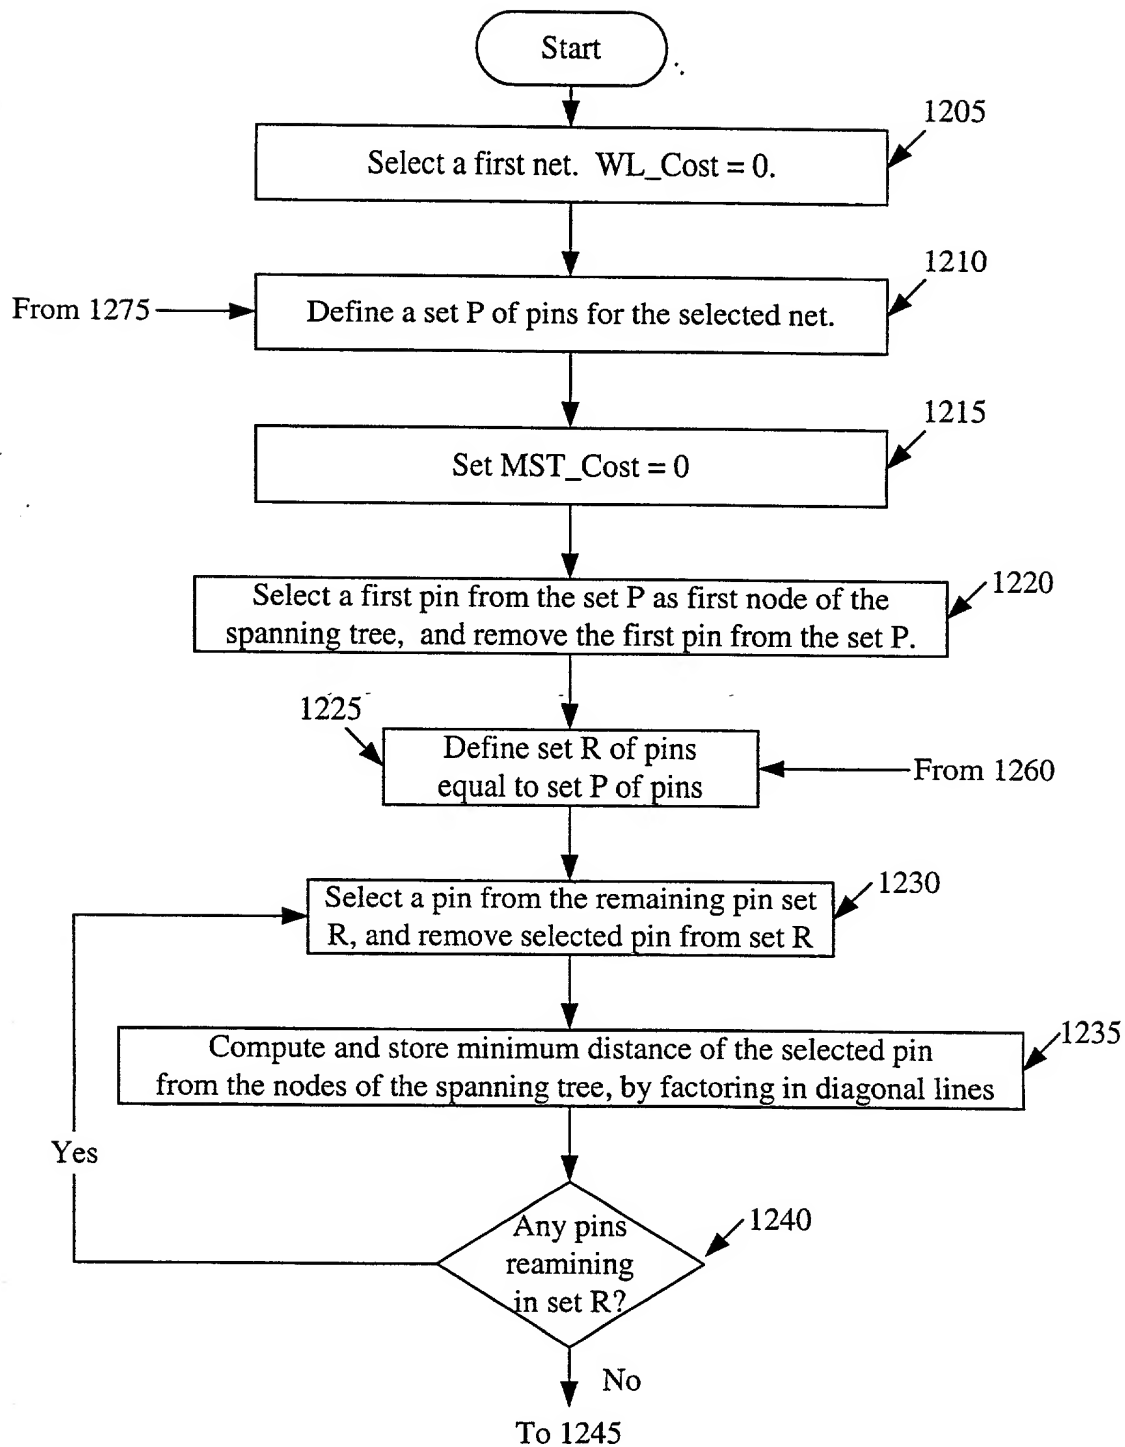 Start
1205
Select a first net. WL_Cost = 0.
1210
From 1275
Define a set P of pins for the selected net.
1215
Set MST_Cost = 0
1220
Select a first pin from the set P as first node of the
spanning tree, and remove the first pin from the set P.
1225
Define set R of pins
equal to set P of pins
From 1260
1230
Select a pin from the remaining pin set
R, and remove selected pin from set R
1235
Compute and store minimum distance of the selected pin
from the nodes of the spanning tree, by factoring in diagonal lines
Yes
1240
Any pins
reamining
in set R?
No
To 1245